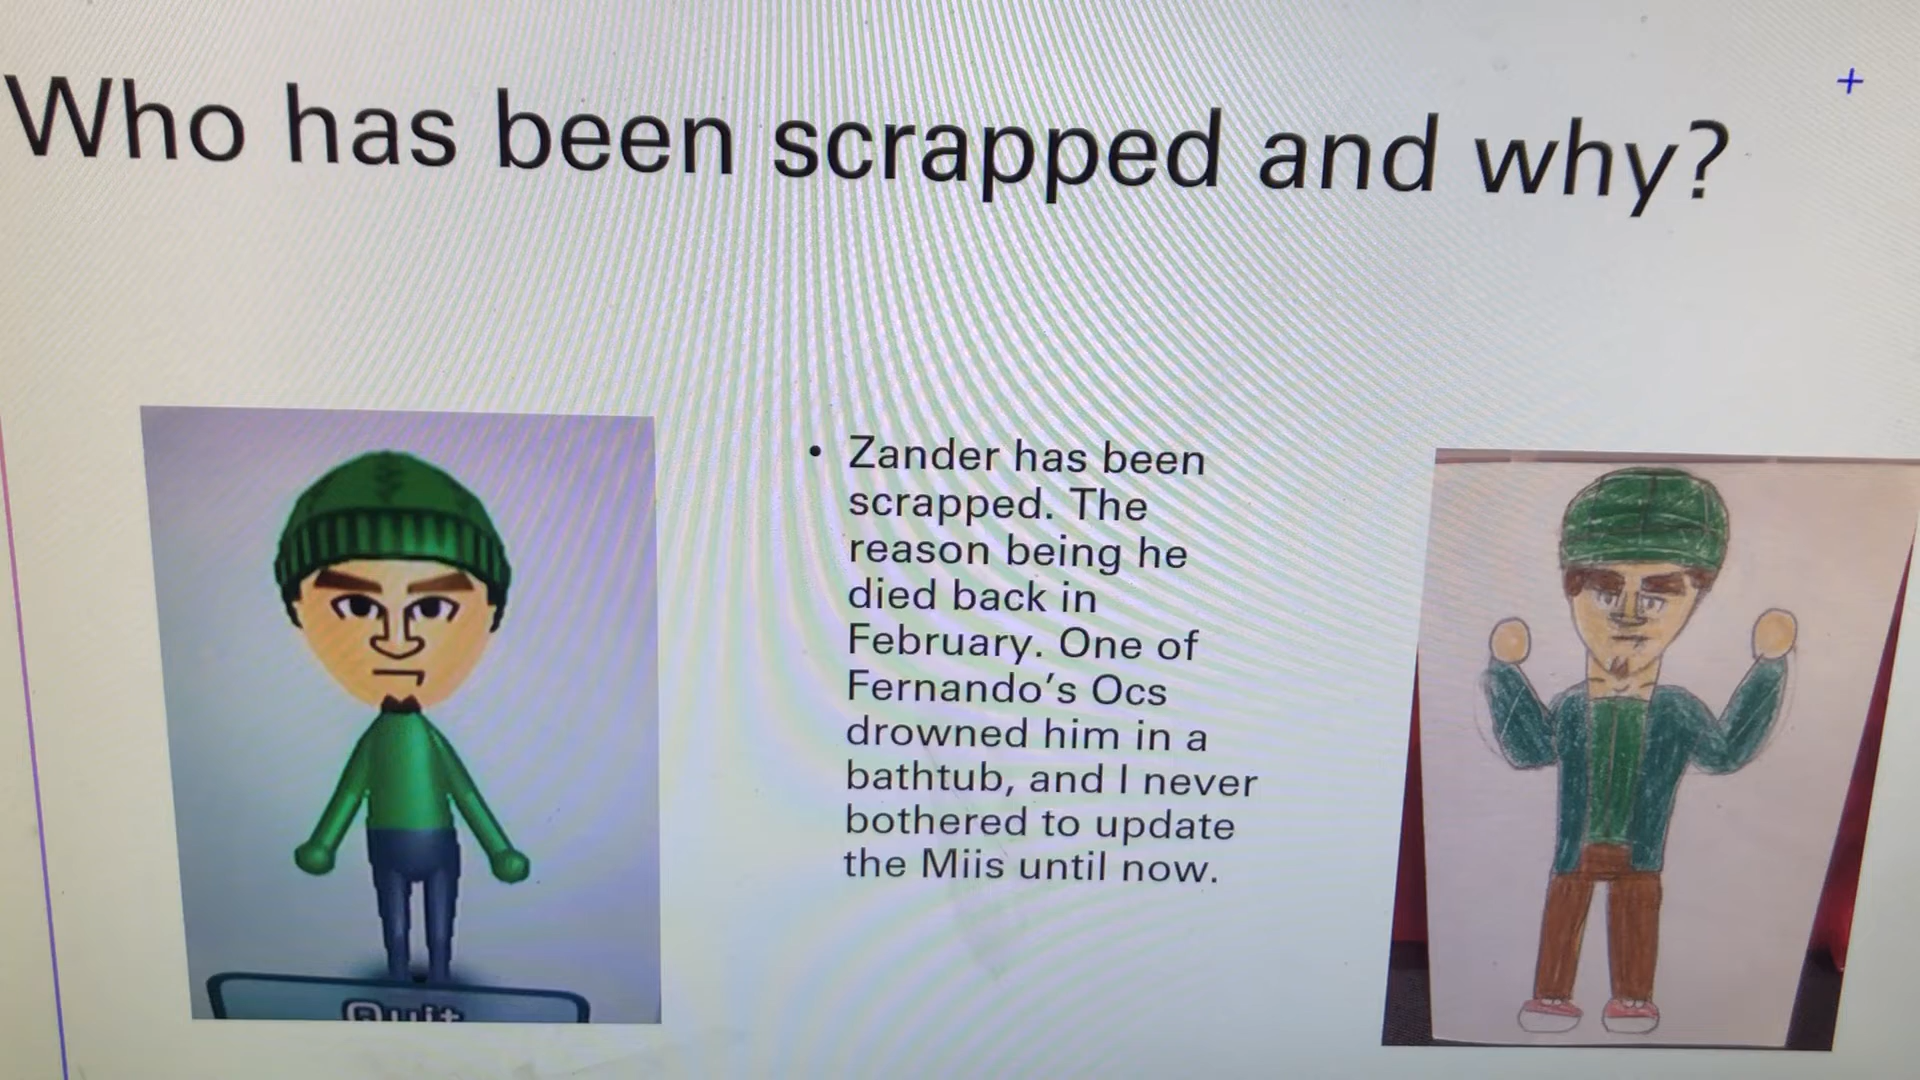 Who has been scrapped and why?
• Zander has been
scrapped. The
reason being he
died back in
February. One of
Fernando's Ocs
drowned him in a
bathtub, and I never
bothered to update
the Miis until now.
Quit